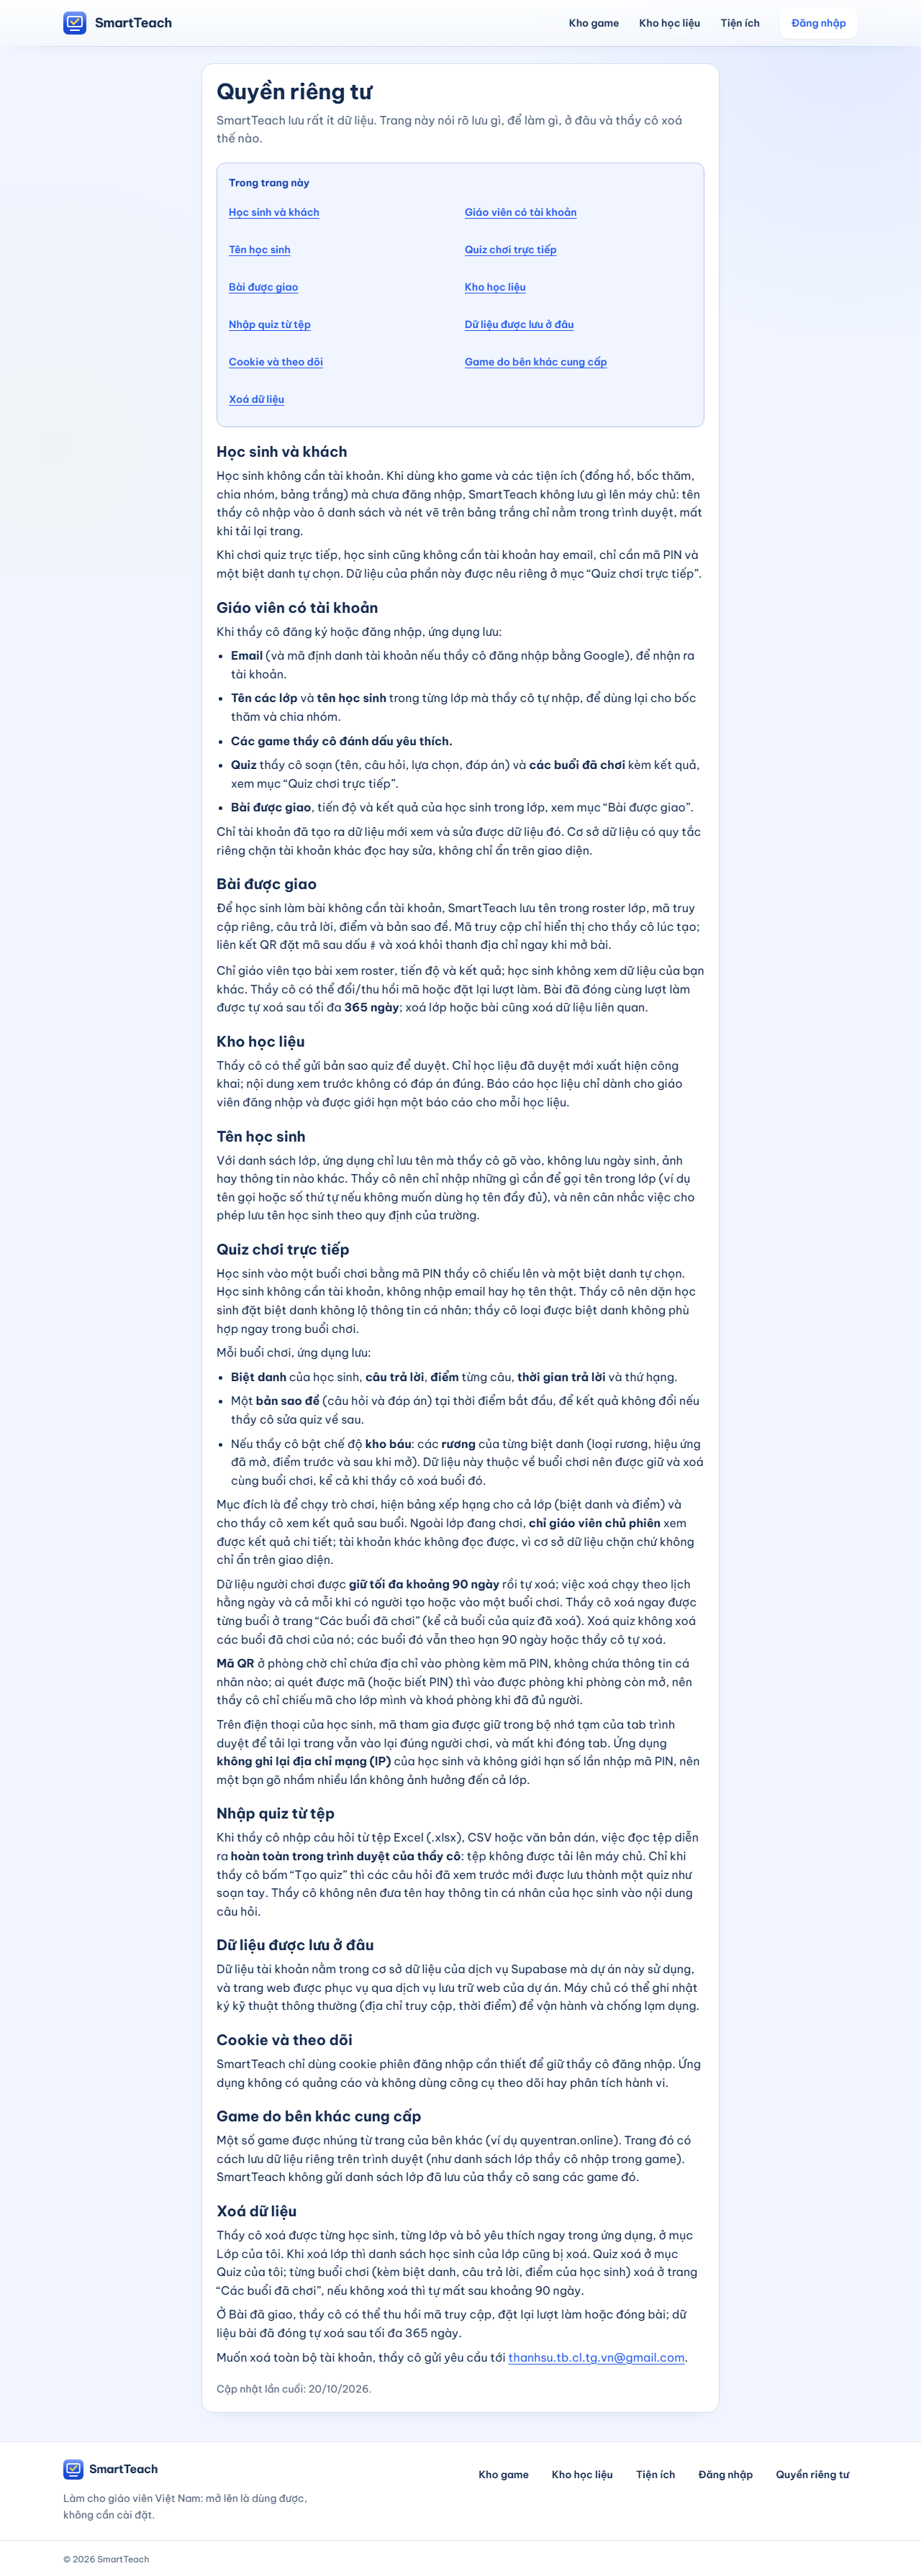 SmartTeach
Kho game
Kho học liệu
Tiện ích
Đăng nhập
Quyền riêng tư
SmartTeach lưu rất ít dữ liệu. Trang này nói rõ lưu gì, để làm gì, ở đâu và thầy cô xoá
thế nào.
Trong trang này
Học sinh và khách
Giáo viên có tài khoản
Tên học sinh
Quiz chơi trực tiếp
Bài được giao
Kho học liệu
Nhập quiz từ tệp
Dữ liệu được lưu ở đâu
Cookie và theo dõi
Game do bên khác cung cấp
Xoá dữ liệu
Học sinh và khách
Học sinh không cần tài khoản. Khi dùng kho game và các tiện ích (đồng hồ, bốc thăm,
chia nhóm, bảng trắng) mà chưa đăng nhập, SmartTeach không lưu gì lên máy chủ: tên
thầy cô nhập vào ô danh sách và nét vẽ trên bảng trắng chỉ nằm trong trình duyệt, mất
khi tải lại trang.
Khi chơi quiz trực tiếp, học sinh cũng không cần tài khoản hay email, chỉ cần mã PIN và
một biệt danh tự chọn. Dữ liệu của phần này được nêu riêng ở mục “Quiz chơi trực tiếp”.
Giáo viên có tài khoản
Khi thầy cô đăng ký hoặc đăng nhập, ứng dụng lưu:
• Email (và mã định danh tài khoản nếu thầy cô đăng nhập bằng Google), để nhận ra
tài khoản.
• Tên các lớp và tên học sinh trong từng lớp mà thầy cô tự nhập, để dùng lại cho bốc
thăm và chia nhóm.
• Các game thầy cô đánh dấu yêu thích.
• Quiz thầy cô soạn (tên, câu hỏi, lựa chọn, đáp án) và các buổi đã chơi kèm kết quả,
xem mục “Quiz chơi trực tiếp”.
• Bài được giao, tiến độ và kết quả của học sinh trong lớp, xem mục “Bài được giao”.
Chỉ tài khoản đã tạo ra dữ liệu mới xem và sửa được dữ liệu đó. Cơ sở dữ liệu có quy tắc
riêng chặn tài khoản khác đọc hay sửa, không chỉ ẩn trên giao diện.
Bài được giao
Để học sinh làm bài không cần tài khoản, SmartTeach lưu tên trong roster lớp, mã truy
cập riêng, câu trả lời, điểm và bản sao đề. Mã truy cập chỉ hiển thị cho thầy cô lúc tạo;
liên kết QR đặt mã sau dấu # và xoá khỏi thanh địa chỉ ngay khi mở bài.
Chỉ giáo viên tạo bài xem roster, tiến độ và kết quả; học sinh không xem dữ liệu của bạn
khác. Thầy cô có thể đổi/thu hồi mã hoặc đặt lại lượt làm. Bài đã đóng cùng lượt làm
được tự xoá sau tối đa 365 ngày; xoá lớp hoặc bài cũng xoá dữ liệu liên quan.
Kho học liệu
Thầy cô có thể gửi bản sao quiz để duyệt. Chỉ học liệu đã duyệt mới xuất hiện công
khai; nội dung xem trước không có đáp án đúng. Báo cáo học liệu chỉ dành cho giáo
viên đăng nhập và được giới hạn một báo cáo cho mỗi học liệu.
Tên học sinh
Với danh sách lớp, ứng dụng chỉ lưu tên mà thầy cô gõ vào, không lưu ngày sinh, ảnh
hay thông tin nào khác. Thầy cô nên chỉ nhập những gì cần để gọi tên trong lớp (ví dụ
tên gọi hoặc số thứ tự nếu không muốn dùng họ tên đầy đủ), và nên cân nhắc việc cho
phép lưu tên học sinh theo quy định của trường.
Quiz chơi trực tiếp
Học sinh vào một buổi chơi bằng mã PIN thầy cô chiếu lên và một biệt danh tự chọn.
Học sinh không cần tài khoản, không nhập email hay họ tên thật. Thầy cô nên dặn học
sinh đặt biệt danh không lộ thông tin cá nhân; thầy cô loại được biệt danh không phù
hợp ngay trong buổi chơi.
Mỗi buổi chơi, ứng dụng lưu:
• Biệt danh của học sinh, câu trả lời, điểm từng câu, thời gian trả lời và thứ hạng.
• Một bản sao đề (câu hỏi và đáp án) tại thời điểm bắt đầu, để kết quả không đổi nếu
thầy cô sửa quiz về sau.
• Nếu thầy cô bật chế độ kho báu: các rương của từng biệt danh (loại rương, hiệu ứng
đã mở, điểm trước và sau khi mở). Dữ liệu này thuộc về buổi chơi nên được giữ và xoá
cùng buổi chơi, kể cả khi thầy cô xoá buổi đó.
Mục đích là để chạy trò chơi, hiện bảng xếp hạng cho cả lớp (biệt danh và điểm) và
cho thầy cô xem kết quả sau buổi. Ngoài lớp đang chơi, chỉ giáo viên chủ phiên xem
được kết quả chi tiết; tài khoản khác không đọc được, vì cơ sở dữ liệu chặn chứ không
chỉ ẩn trên giao diện.
Dữ liệu người chơi được giữ tối đa khoảng 90 ngày rồi tự xoá; việc xoá chạy theo lịch
hằng ngày và cả mỗi khi có người tạo hoặc vào một buổi chơi. Thầy cô xoá ngay được
từng buổi ở trang “Các buổi đã chơi” (kể cả buổi của quiz đã xoá). Xoá quiz không xoá
các buổi đã chơi của nó; các buổi đó vẫn theo hạn 90 ngày hoặc thầy cô tự xoá.
Mã QR ở phòng chờ chỉ chứa địa chỉ vào phòng kèm mã PIN, không chứa thông tin cá
nhân nào; ai quét được mã (hoặc biết PIN) thì vào được phòng khi phòng còn mở, nên
thầy cô chỉ chiếu mã cho lớp mình và khoá phòng khi đã đủ người.
Trên điện thoại của học sinh, mã tham gia được giữ trong bộ nhớ tạm của tab trình
duyệt để tải lại trang vẫn vào lại đúng người chơi, và mất khi đóng tab. Ứng dụng
không ghi lại địa chỉ mạng (IP) của học sinh và không giới hạn số lần nhập mã PIN, nên
một bạn gõ nhầm nhiều lần không ảnh hưởng đến cả lớp.
Nhập quiz từ tệp
Khi thầy cô nhập câu hỏi từ tệp Excel (.xlsx), CSV hoặc văn bản dán, việc đọc tệp diễn
ra hoàn toàn trong trình duyệt của thầy cô: tệp không được tải lên máy chủ. Chỉ khi
thầy cô bấm “Tạo quiz” thì các câu hỏi đã xem trước mới được lưu thành một quiz như
soạn tay. Thầy cô không nên đưa tên hay thông tin cá nhân của học sinh vào nội dung
câu hỏi.
Dữ liệu được lưu ở đâu
Dữ liệu tài khoản nằm trong cơ sở dữ liệu của dịch vụ Supabase mà dự án này sử dụng,
và trang web được phục vụ qua dịch vụ lưu trữ web của dự án. Máy chủ có thể ghi nhật
ký kỹ thuật thông thường (địa chỉ truy cập, thời điểm) để vận hành và chống lạm dụng.
Cookie và theo dõi
SmartTeach chỉ dùng cookie phiên đăng nhập cần thiết để giữ thầy cô đăng nhập. Ứng
dụng không có quảng cáo và không dùng công cụ theo dõi hay phân tích hành vi.
Game do bên khác cung cấp
Một số game được nhúng từ trang của bên khác (ví dụ quyentran.online). Trang đó có
cách lưu dữ liệu riêng trên trình duyệt (như danh sách lớp thầy cô nhập trong game).
SmartTeach không gửi danh sách lớp đã lưu của thầy cô sang các game đó.
Xoá dữ liệu
Thầy cô xoá được từng học sinh, từng lớp và bỏ yêu thích ngay trong ứng dụng, ở mục
Lớp của tôi. Khi xoá lớp thì danh sách học sinh của lớp cũng bị xoá. Quiz xoá ở mục
Quiz của tôi; từng buổi chơi (kèm biệt danh, câu trả lời, điểm của học sinh) xoá ở trang
“Các buổi đã chơi”, nếu không xoá thì tự mất sau khoảng 90 ngày.
Ở Bài đã giao, thầy cô có thể thu hồi mã truy cập, đặt lại lượt làm hoặc đóng bài; dữ
liệu bài đã đóng tự xoá sau tối đa 365 ngày.
Muốn xoá toàn bộ tài khoản, thầy cô gửi yêu cầu tới thanhsu.tb.cl.tg.vn@gmail.com.
Cập nhật lần cuối: 20/10/2026.
SmartTeach
Kho game
Kho học liệu
Tiện ích
Đăng nhập
Quyền riêng tư
Làm cho giáo viên Việt Nam: mở lên là dùng được,
không cần cài đặt.
© 2026 SmartTeach